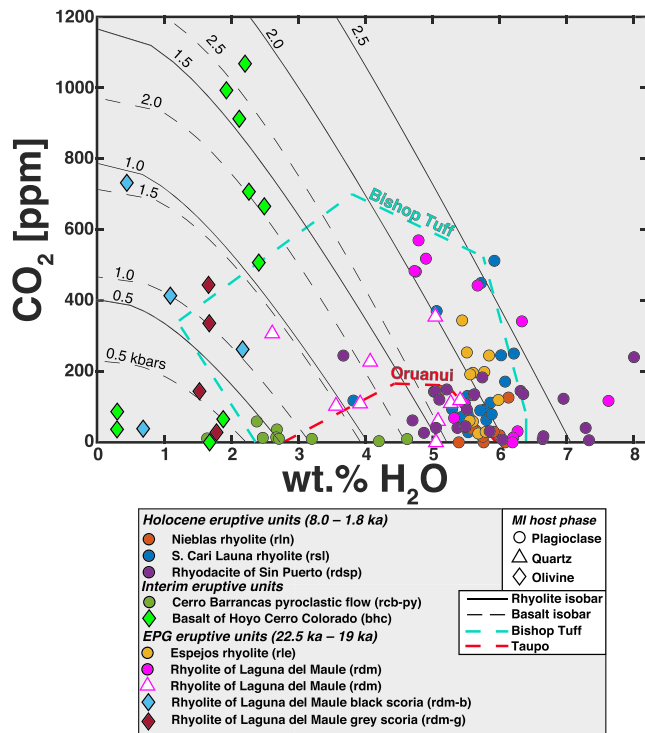 1200
1000
800
600
400
200
0
CO2 [ppm]
0 1 2 3 4 5 6 7 8
wt.% H2O
2.5
2.0
2.5
1.5
2.0
1.0
1.5
1.0
0.5
0.5 kbars
Bishop Tuff
Oruanui
Holocene eruptive units (8.0 – 1.8 ka)
Nieblas rhyolite (rln)
S. Cari Launa rhyolite (rsl)
Rhyodacite of Sin Puerto (rdsp)
Interim eruptive units
Cerro Barrancas pyroclastic flow (rcb-py)
Basalt of Hoyo Cerro Colorado (bhc)
EPG eruptive units (22.5 ka – 19 ka)
Espejos rhyolite (rle)
Rhyolite of Laguna del Maule (rdm)
Rhyolite of Laguna del Maule (rdm)
Rhyolite of Laguna del Maule black scoria (rdm-b)
Rhyolite of Laguna del Maule grey scoria (rdm-g)
MI host phase
Plagioclase
Quartz
Olivine
Rhyolite isobar
Basalt isobar
Bishop Tuff
Taupo